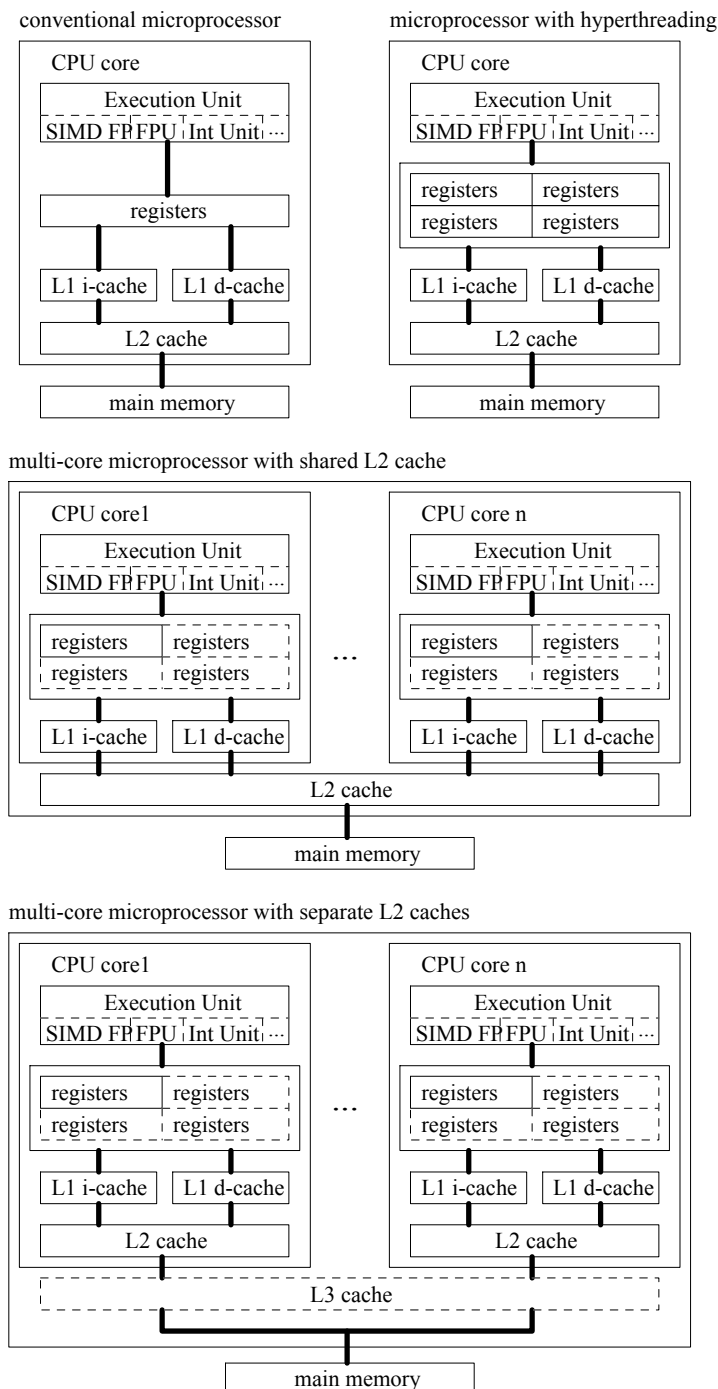 conventional microprocessor
CPU core
Execution Unit
SIMD FP FPU Int Unit ...
registers
L1 i-cache L1 d-cache
L2 cache
main memory
microprocessor with hyperthreading
CPU core
Execution Unit
SIMD FP FPU Int Unit ...
registers registers
registers registers
L1 i-cache L1 d-cache
L2 cache
main memory
multi-core microprocessor with shared L2 cache
CPU core1
Execution Unit
SIMD FP FPU Int Unit ...
registers registers
registers registers
L1 i-cache L1 d-cache
...
CPU core n
Execution Unit
SIMD FP FPU Int Unit ...
registers registers
registers registers
L1 i-cache L1 d-cache
L2 cache
main memory
multi-core microprocessor with separate L2 caches
CPU core1
Execution Unit
SIMD FP FPU Int Unit ...
registers registers
registers registers
L1 i-cache L1 d-cache
L2 cache
...
CPU core n
Execution Unit
SIMD FP FPU Int Unit ...
registers registers
registers registers
L1 i-cache L1 d-cache
L2 cache
L3 cache
main memory